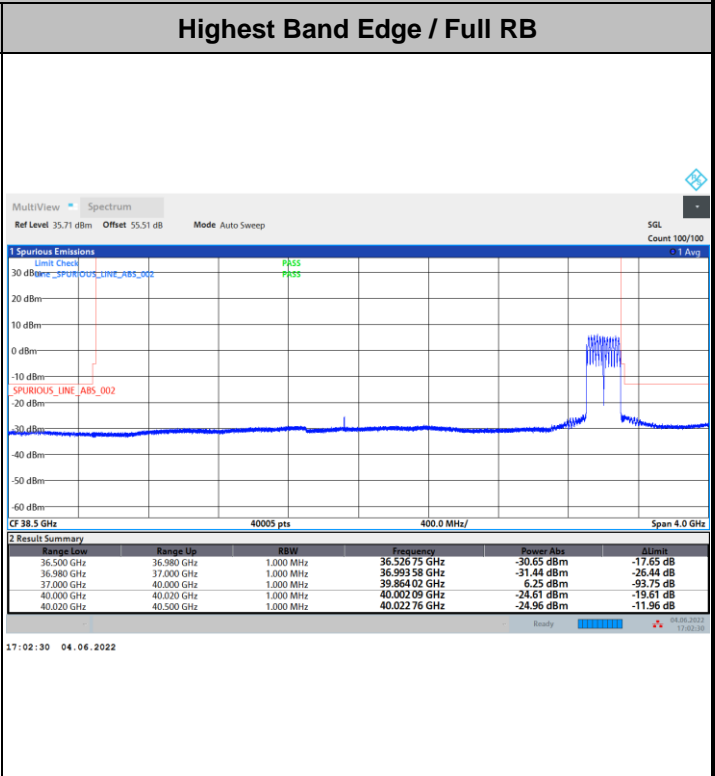 Highest Band Edge / Full RB
MultiView Spectrum
Ref Level 35.71 dBm Offset 55.51 dB Mode Auto Sweep SGL
Count 100/100
1 Spurious Emissions 1 Avg
Limit Check PASS
30 dBm Line _SPURIOUS_LINE_ABS_002 PASS
20 dBm
10 dBm
0 dBm
-10 dBm
_SPURIOUS_LINE_ABS_002
-20 dBm
-30 dBm
-40 dBm
-50 dBm
-60 dBm
CF 38.5 GHz 40005 pts 400.0 MHz/ Span 4.0 GHz
2 Result Summary
Range Low Range Up RBW Frequency Power Abs ΔLimit
36.500 GHz 36.980 GHz 1.000 MHz 36.526 75 GHz -30.65 dBm -17.65 dB
36.980 GHz 37.000 GHz 1.000 MHz 36.993 58 GHz -31.44 dBm -26.44 dB
37.000 GHz 40.000 GHz 1.000 MHz 39.864 02 GHz 6.25 dBm -93.75 dB
40.000 GHz 40.020 GHz 1.000 MHz 40.002 09 GHz -24.61 dBm -19.61 dB
40.020 GHz 40.500 GHz 1.000 MHz 40.022 76 GHz -24.96 dBm -11.96 dB
Ready 04.06.2022
17:02:30
17:02:30 04.06.2022